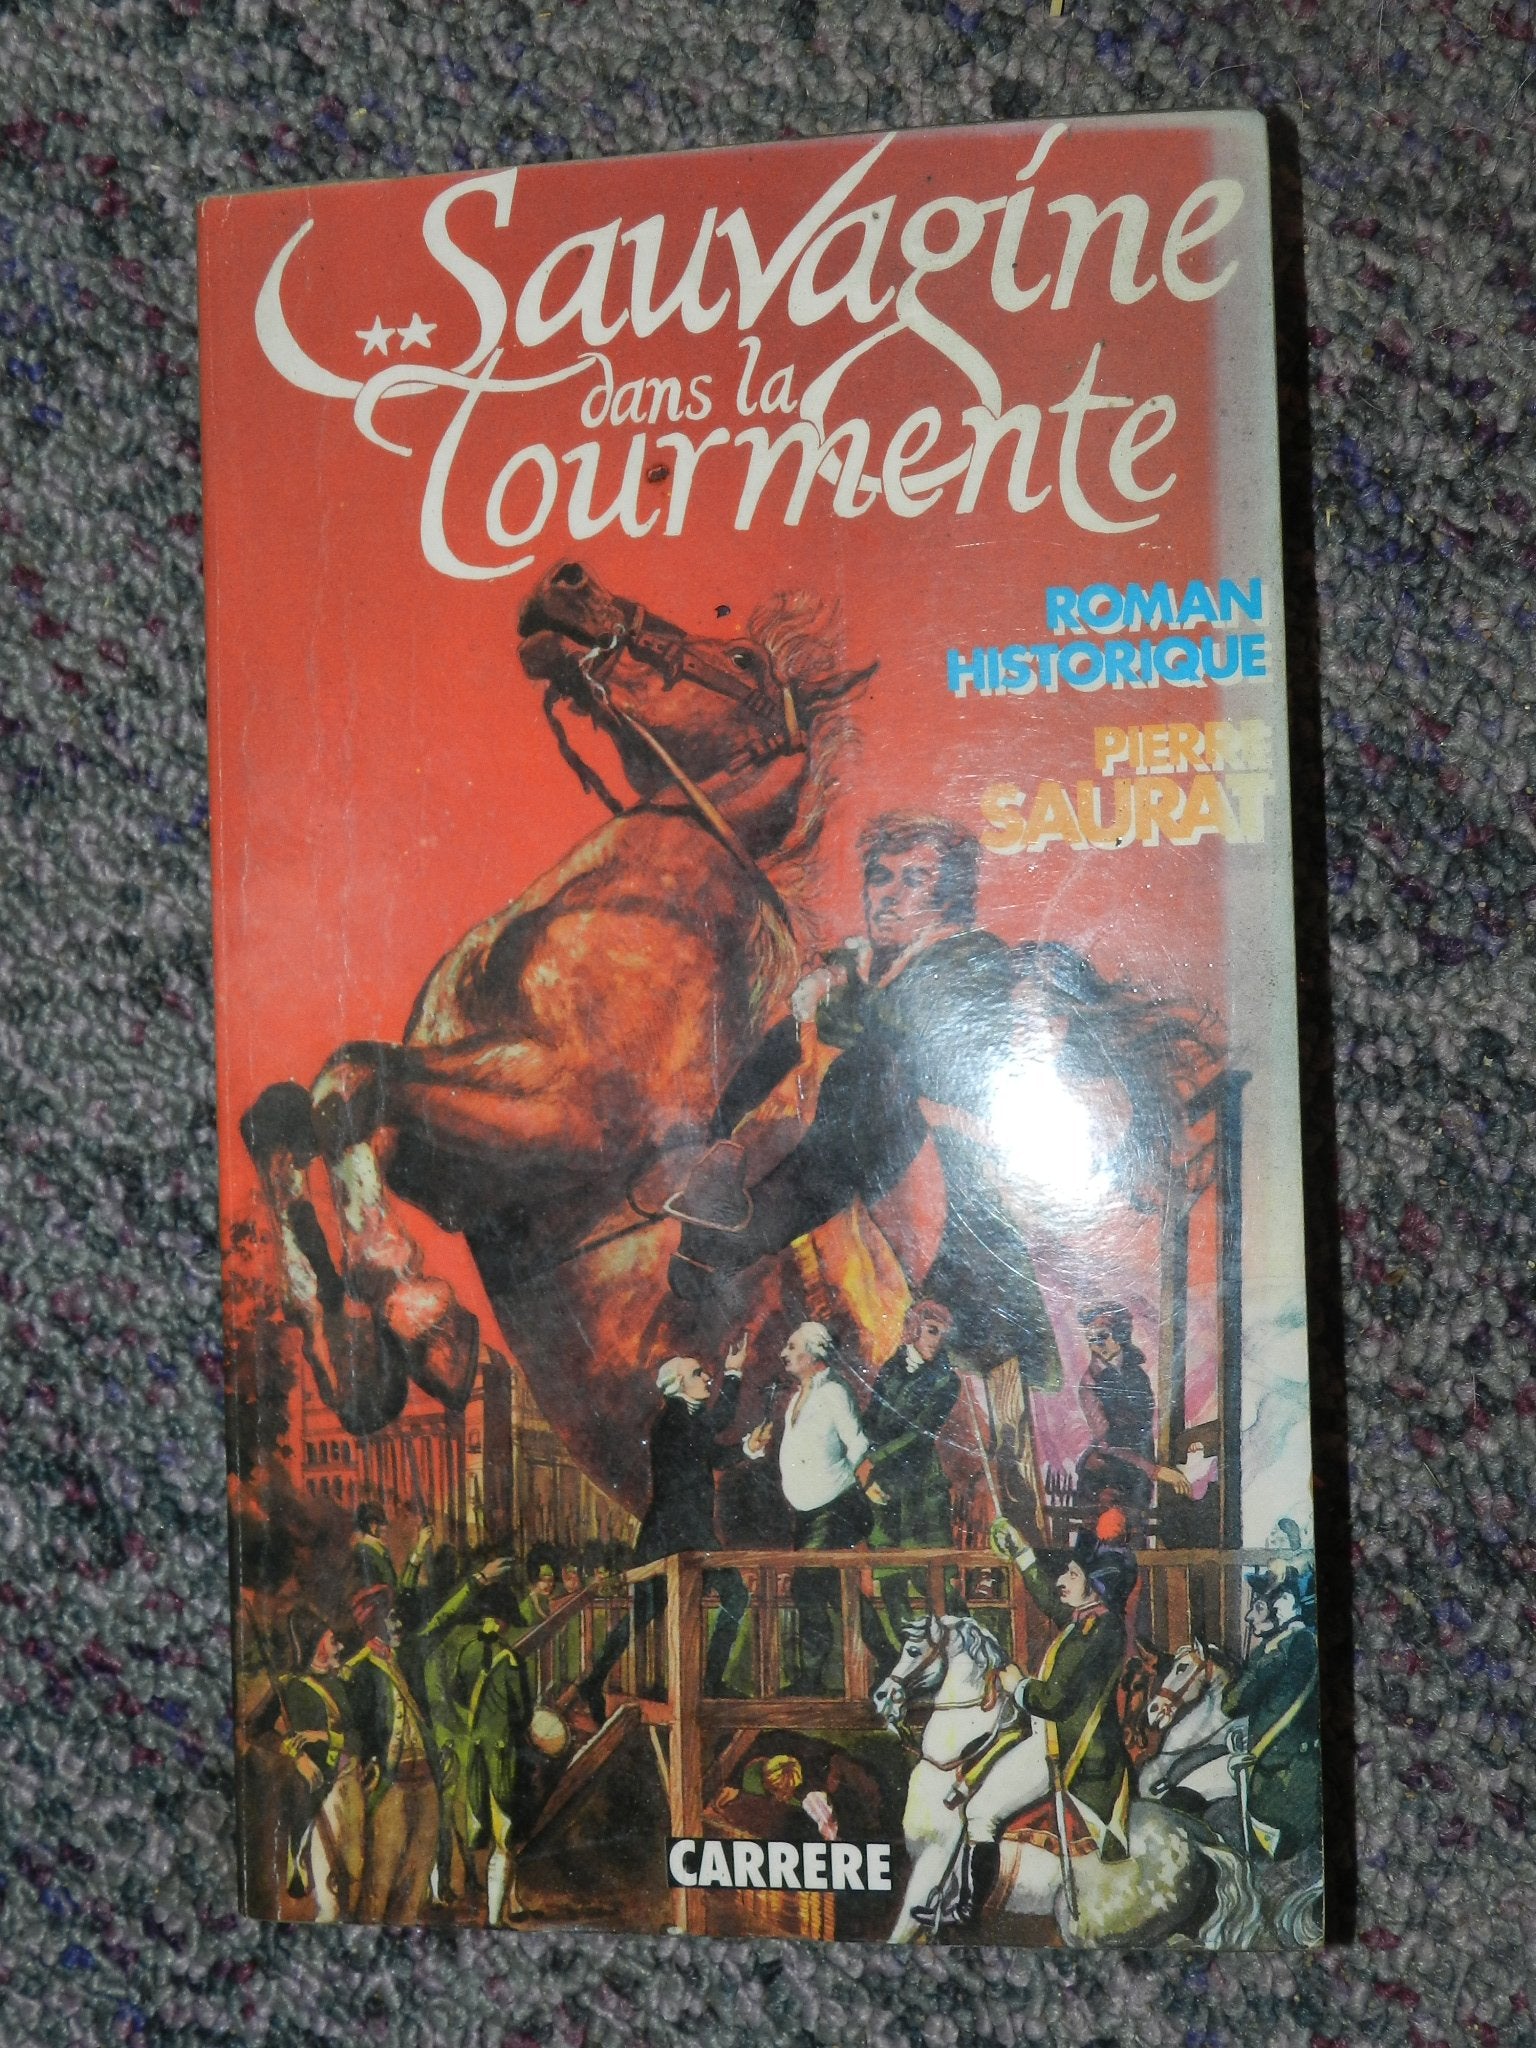 Sauvagine
dans la
Tourmente
ROMAN
HISTORIQUE
PIERRE
SAURAT
CARRERE